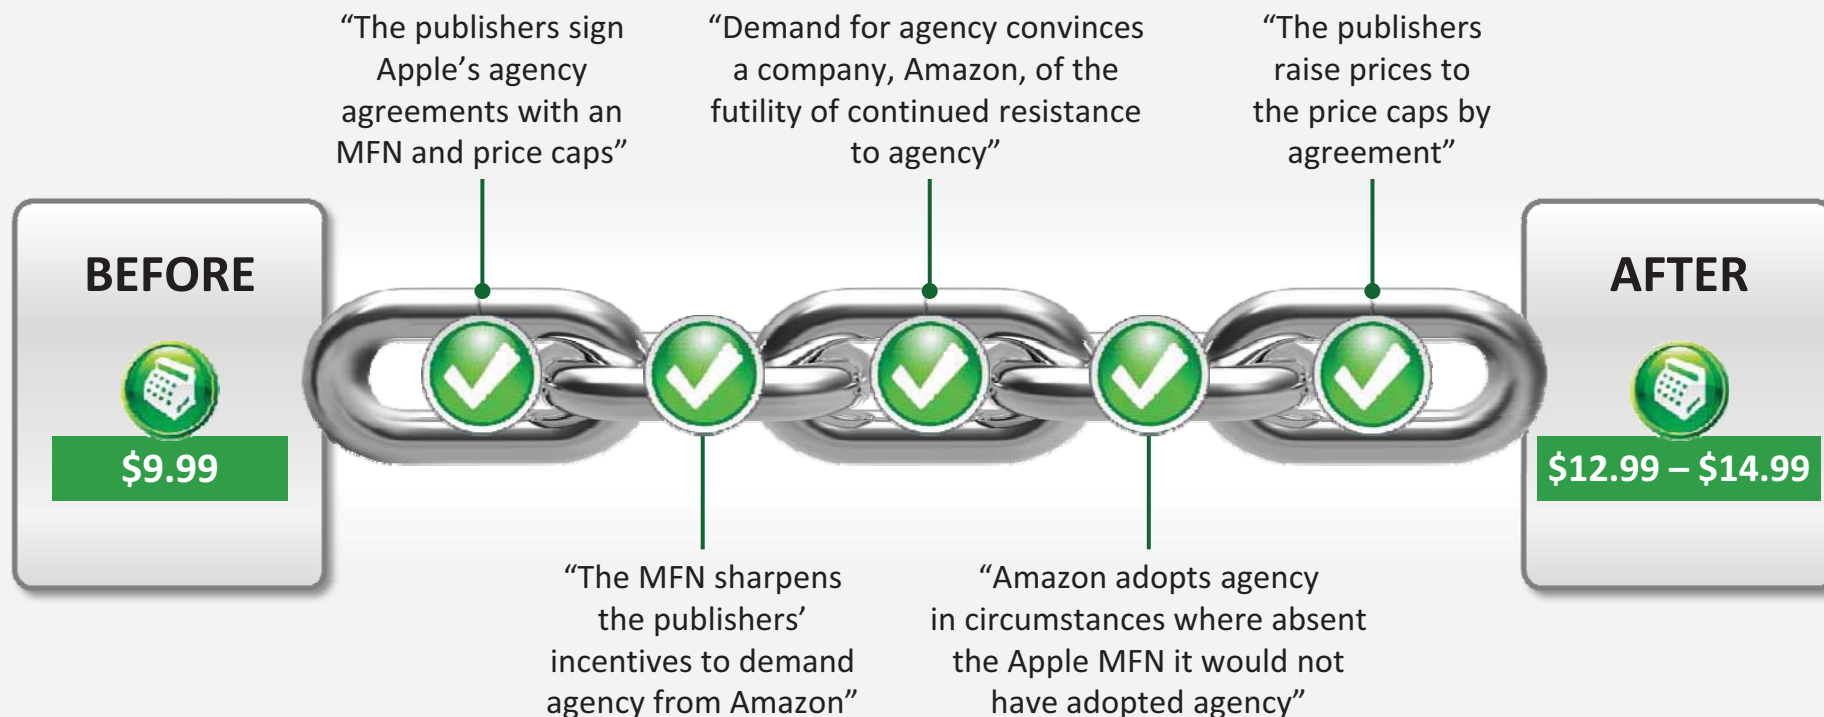 “The publishers sign
Apple’s agency
agreements with an
MFN and price caps”
“Demand for agency convinces
a company, Amazon, of the
futility of continued resistance
to agency”
“The publishers
raise prices to
the price caps by
agreement”
BEFORE
$9.99
AFTER
$12.99 – $14.99
“The MFN sharpens
the publishers’
incentives to demand
agency from Amazon”
“Amazon adopts agency
in circumstances where absent
the Apple MFN it would not
have adopted agency”